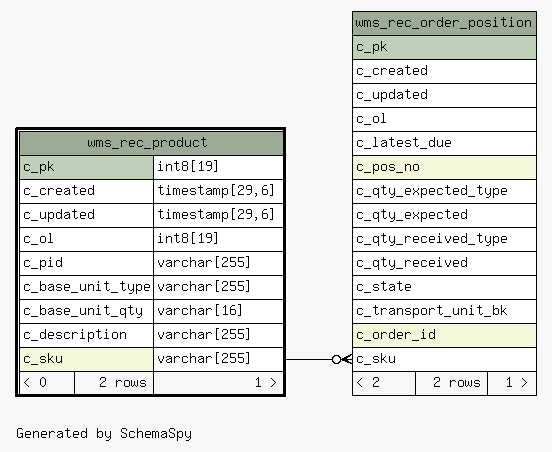 wms_rec_order_position
c_pk
c_created
c_updated
c_ol
c_latest_due
c_pos_no
c_qty_expected_type
c_qty_expected
c_qty_received_type
c_qty_received
c_state
c_transport_unit_bk
c_order_id
c_sku
< 2 2 rows 1 >
wms_rec_product
c_pk int8[19]
c_created timestamp[29,6]
c_updated timestamp[29,6]
c_ol int8[19]
c_pid varchar[255]
c_base_unit_type varchar[255]
c_base_unit_qty varchar[16]
c_description varchar[255]
c_sku varchar[255]
< 0 2 rows 1 >
Generated by SchemaSpy